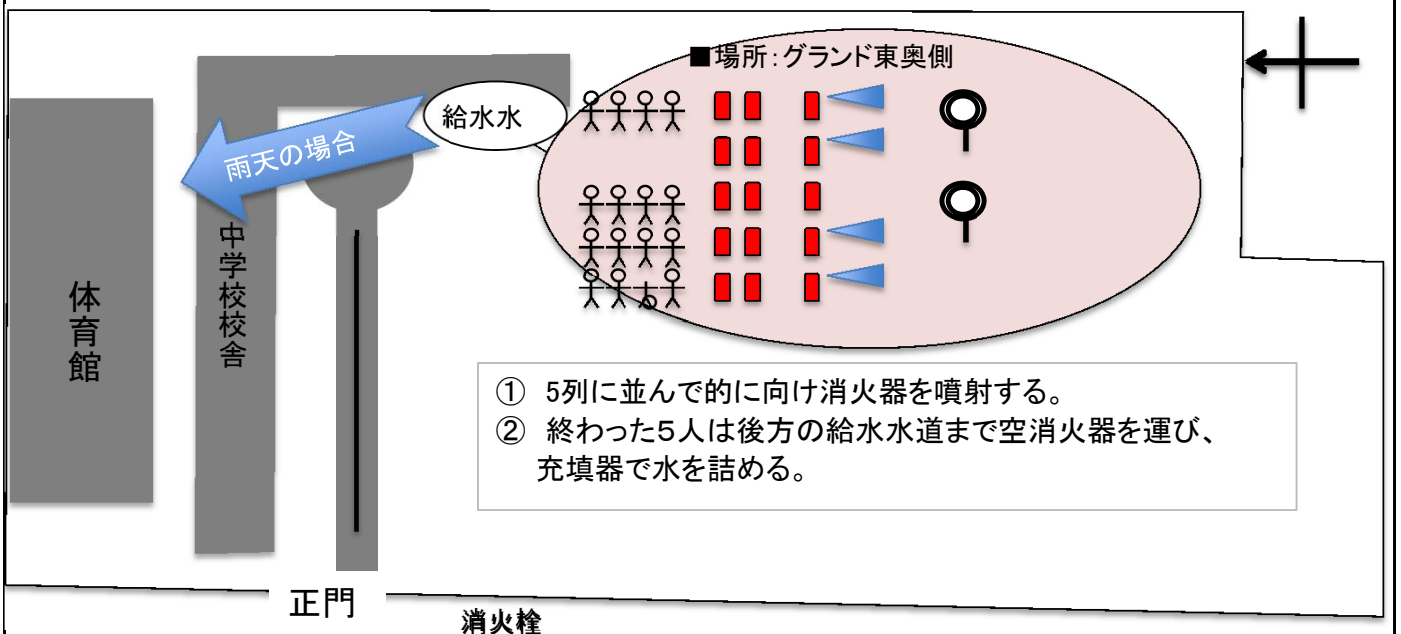 ■場所：グランド東奥側
給水水
雨天の場合
中学校校舎
体育館
① 5列に並んで的に向け消火器を噴射する。
② 終わった５人は後方の給水水道まで空消火器を運び、
充填器で水を詰める。
正門
消火栓